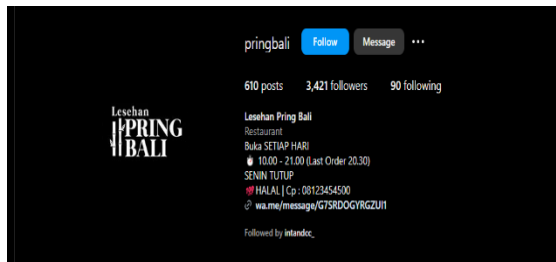 pringbali Follow Message ...
610 posts 3,421 followers 90 following
Lesehan
PRING
BALI
Lesehan Pring Bali
Restaurant
Buka SETIAP HARI
10.00 - 21.00 (Last Order 20.30)
SENIN TUTUP
HALAL | Cp : 08123454500
wa.me/message/G7SRDOGYRGZUI1
Followed by intandcc_